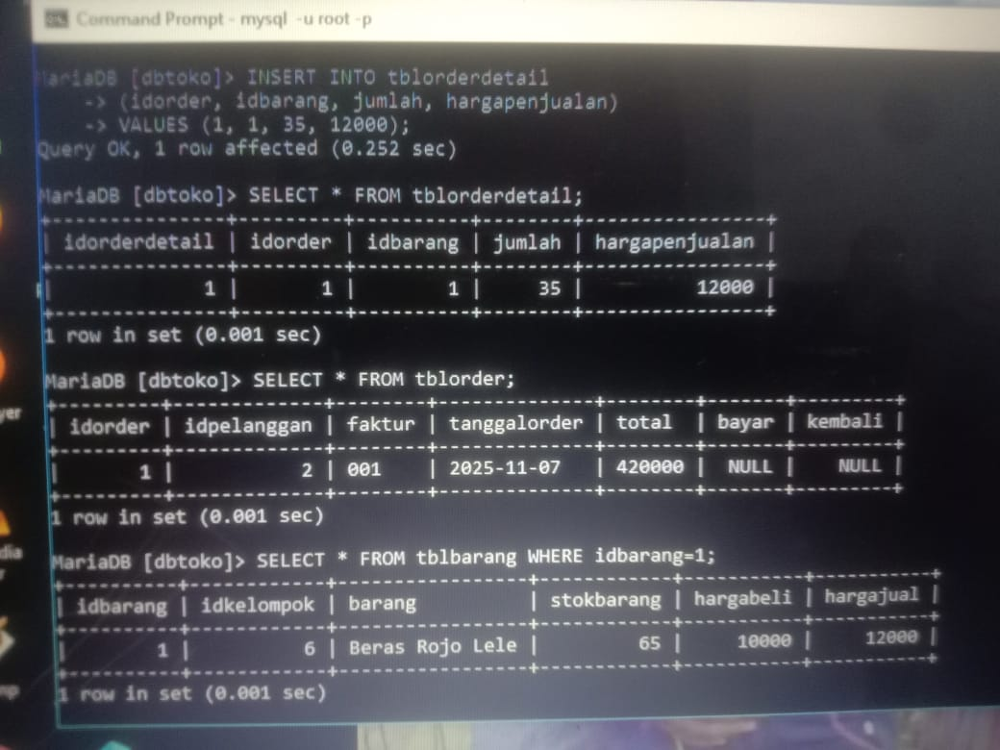 Command Prompt - mysql -u root -p
MariaDB [dbtoko]> INSERT INTO tblorderdetail
    -> (idorder, idbarang, jumlah, hargapenjualan)
    -> VALUES (1, 1, 35, 12000);
Query OK, 1 row affected (0.252 sec)
MariaDB [dbtoko]> SELECT * FROM tblorderdetail;
| idorderdetail | idorder | idbarang | jumlah | hargapenjualan |
| 1 | 1 | 1 | 35 | 12000 |
1 row in set (0.001 sec)
MariaDB [dbtoko]> SELECT * FROM tblorder;
| idorder | idpelanggan | faktur | tanggalorder | total | bayar | kembali |
| 1 | 2 | 001 | 2025-11-07 | 420000 | NULL | NULL |
1 row in set (0.001 sec)
MariaDB [dbtoko]> SELECT * FROM tblbarang WHERE idbarang=1;
| idbarang | idkelompok | barang | stokbarang | hargabeli | hargajual |
| 1 | 6 | Beras Rojo Lele | 65 | 10000 | 12000 |
1 row in set (0.001 sec)